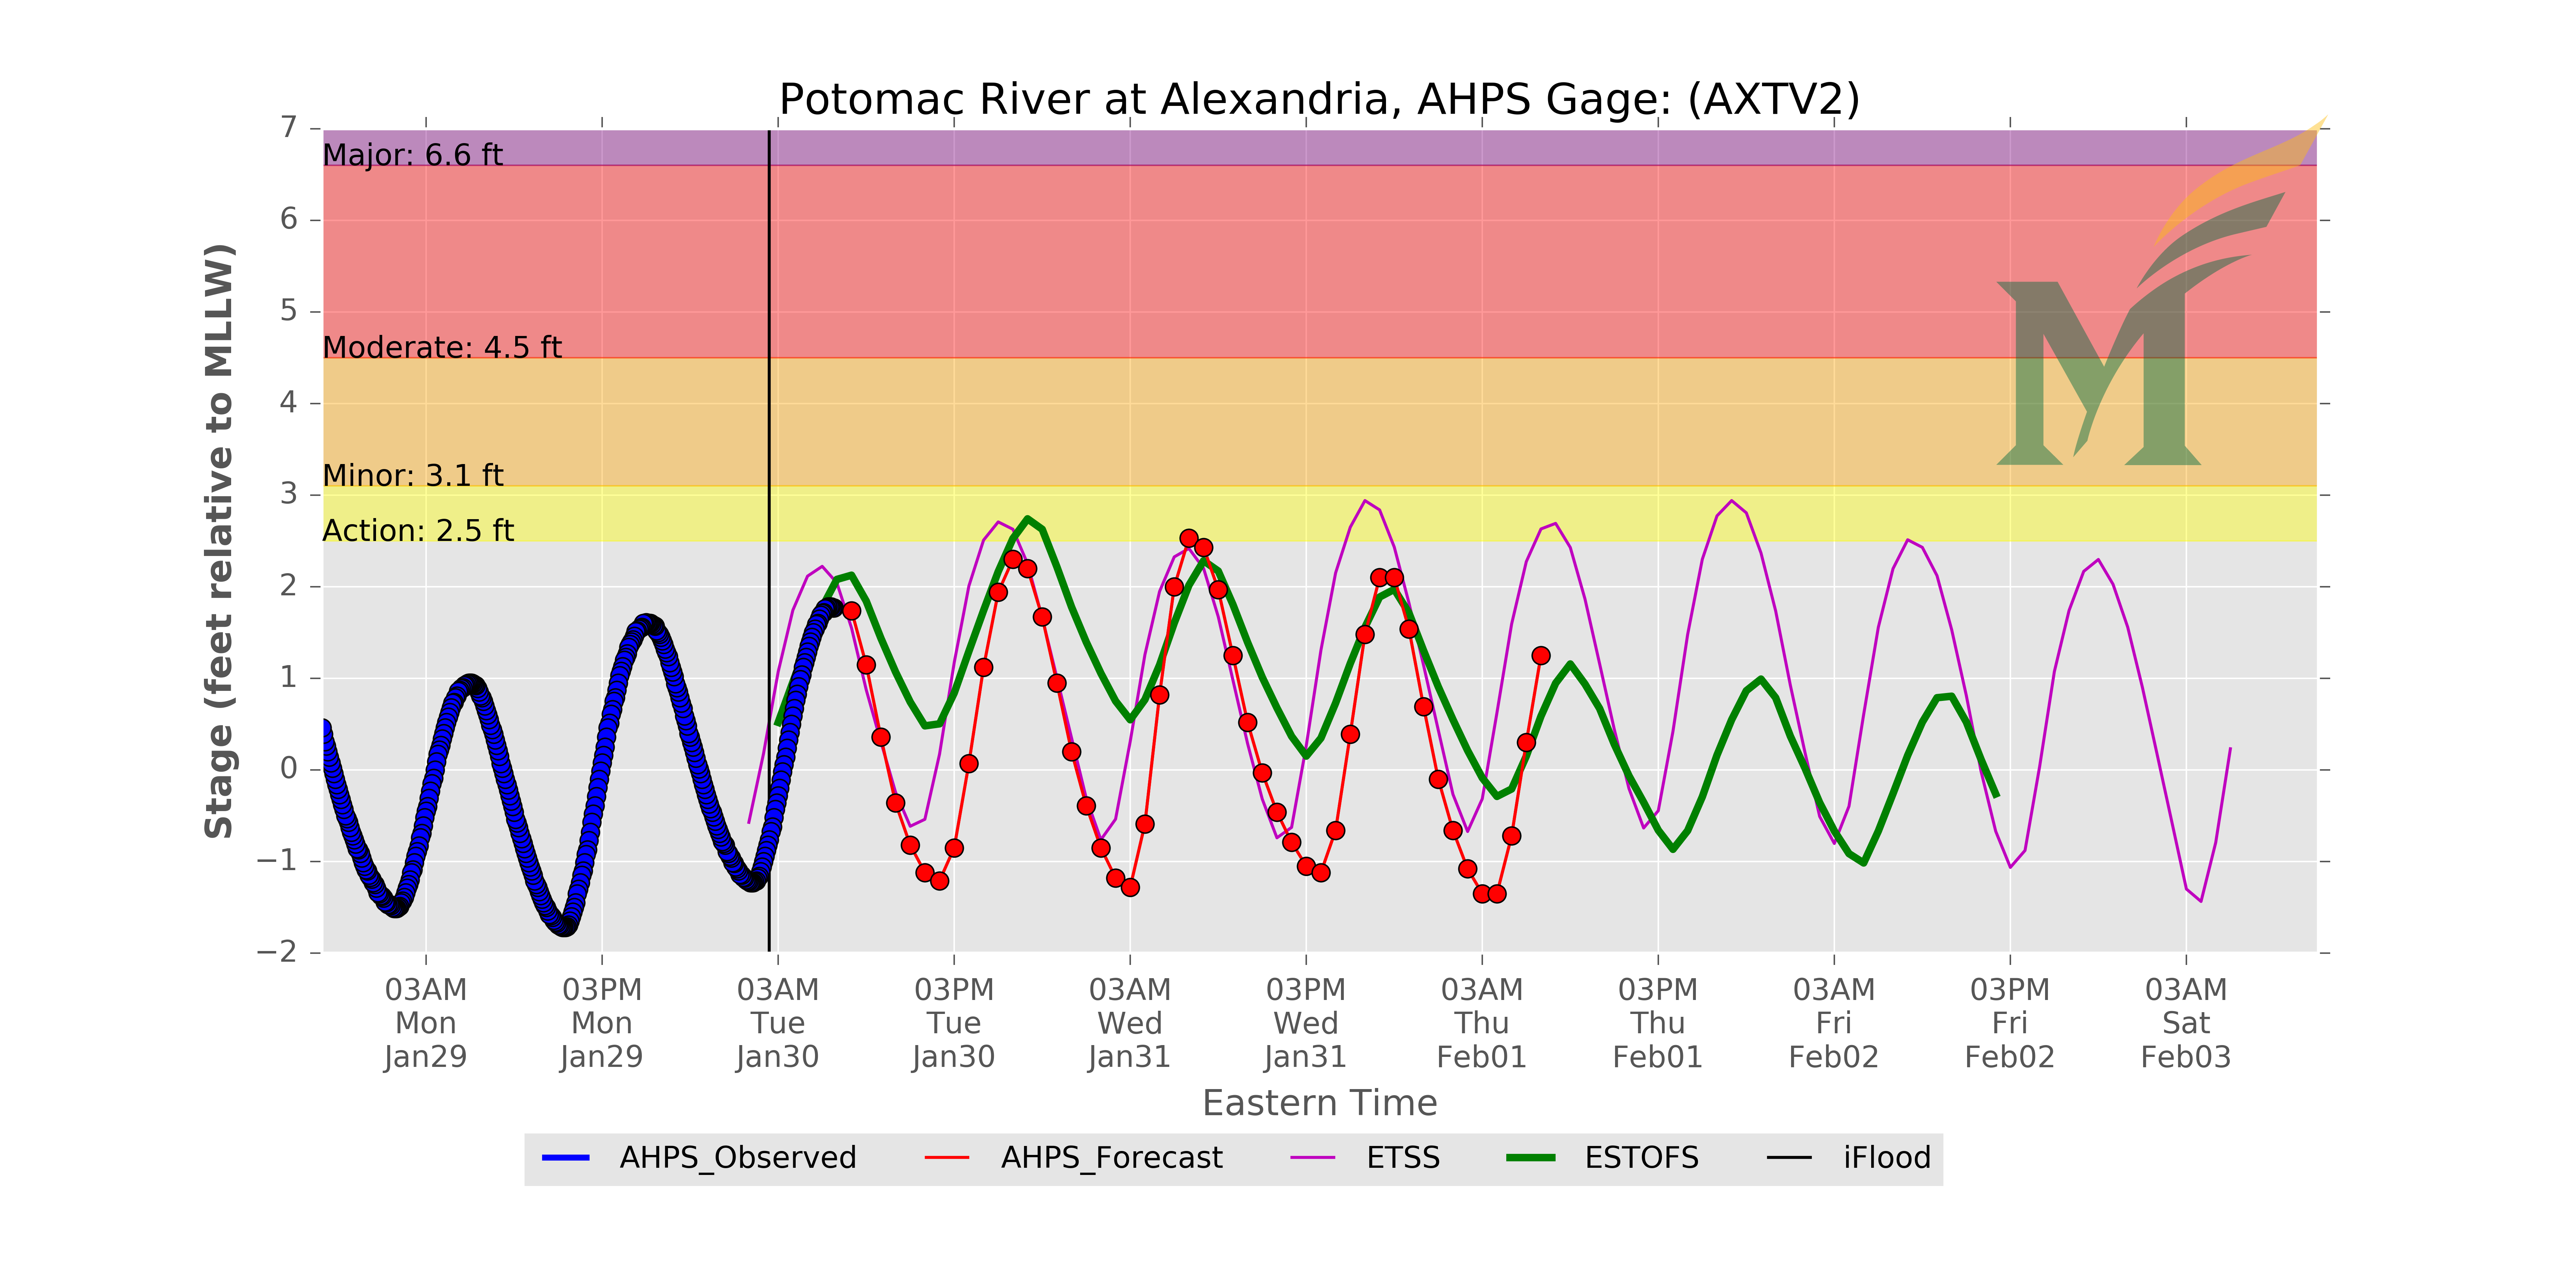 Potomac River at Alexandria, AHPS Gage: (AXTV2)
Stage (feet relative to MLLW)
7
6
5
4
3
2
1
0
−1
−2
Major: 6.6 ft
Moderate: 4.5 ft
Minor: 3.1 ft
Action: 2.5 ft
M
03AM
Mon
Jan29
03PM
Mon
Jan29
03AM
Tue
Jan30
03PM
Tue
Jan30
03AM
Wed
Jan31
03PM
Wed
Jan31
03AM
Thu
Feb01
03PM
Thu
Feb01
03AM
Fri
Feb02
03PM
Fri
Feb02
03AM
Sat
Feb03
Eastern Time
AHPS_Observed AHPS_Forecast ETSS ESTOFS iFlood